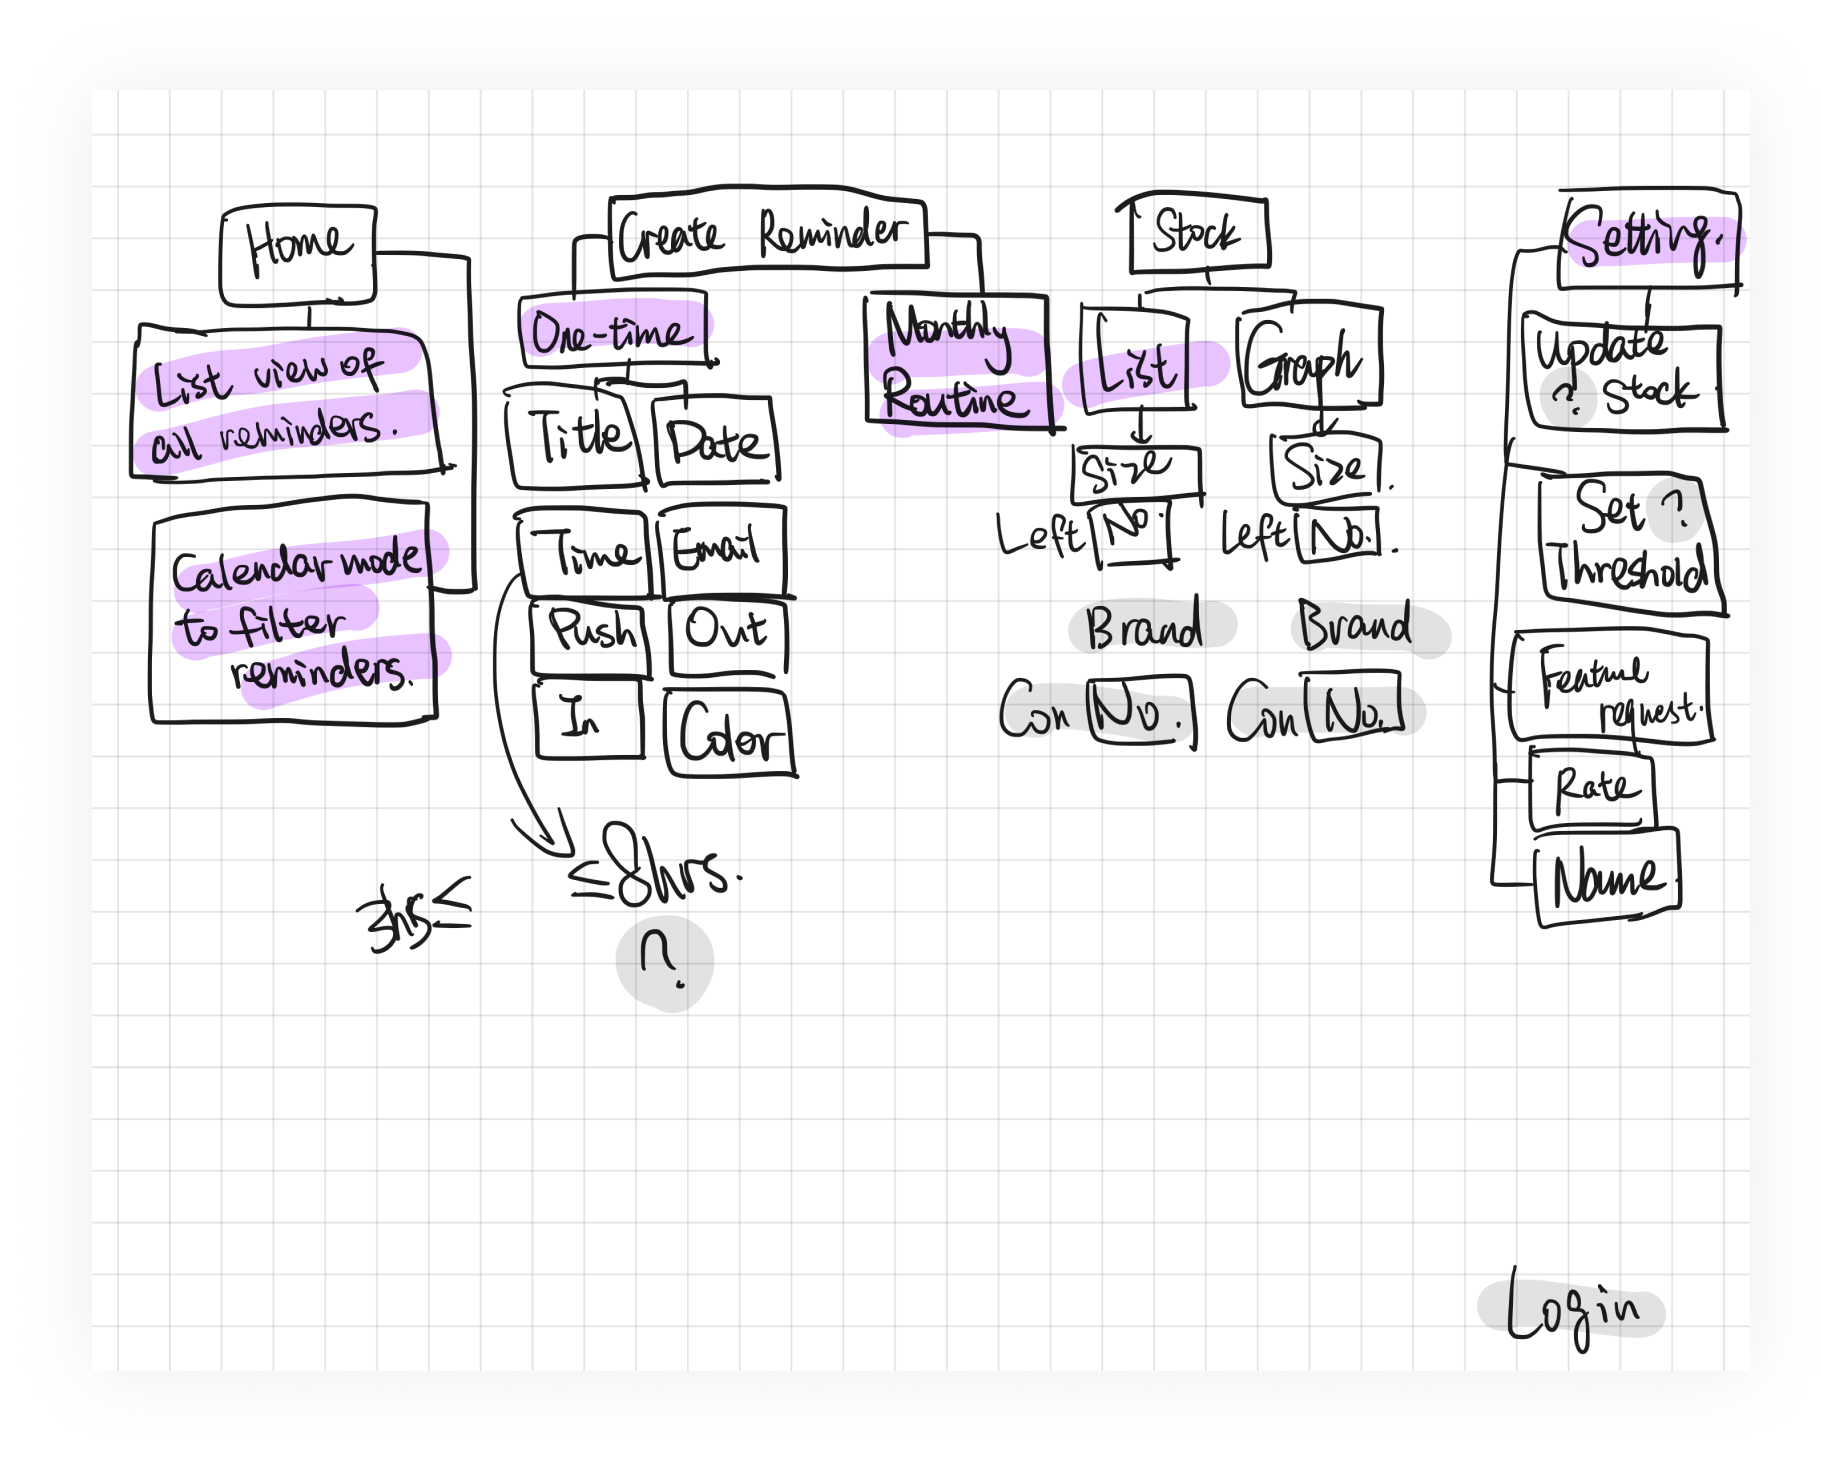 Home
List view of
all reminders.
Calendar mode
to filter
reminders.
Create Reminder
One-time
Title
Date
Time
Email
Push
Out
In
Color
3hrs ≤
≤ 8hrs.
?
Monthly
Routine
Stock
List
Size
Left No.
Brand
Con No.
Graph
Size.
Left No.
Brand
Con No.
Setting.
Update
? Stock
Set ?
Threshold
Feature
request.
Rate
Name
Login